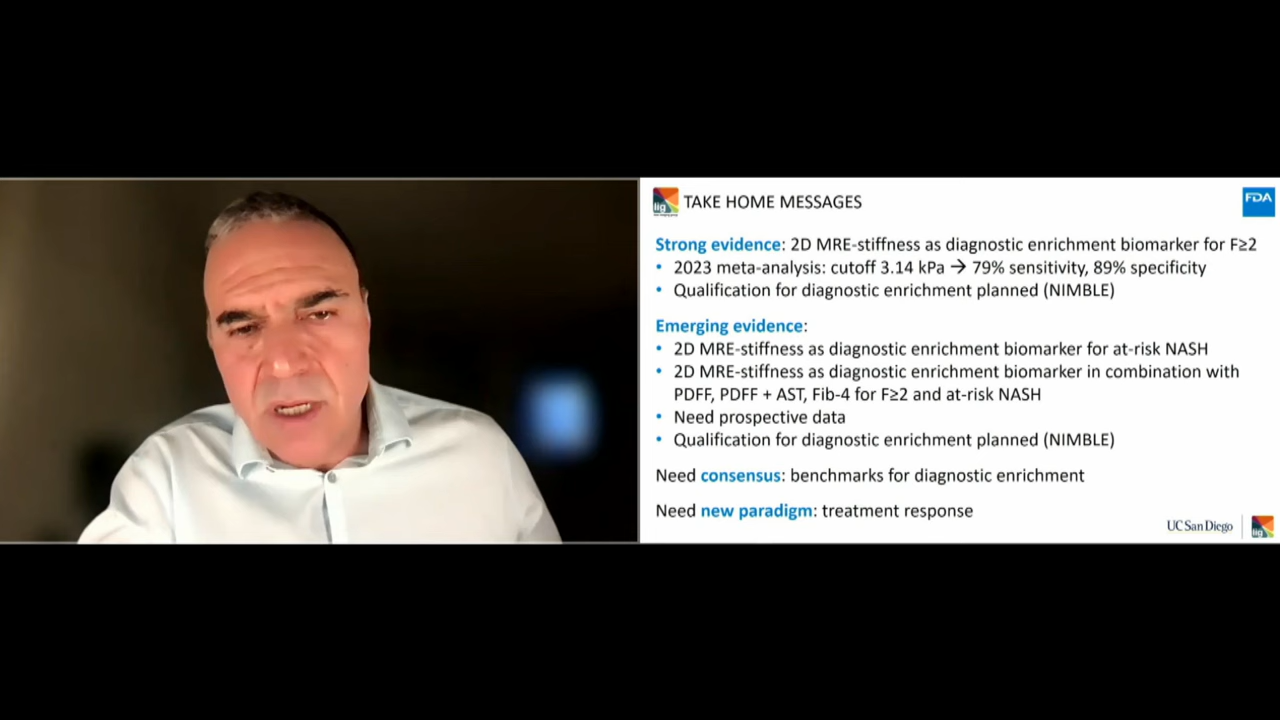 lig
TAKE HOME MESSAGES
FDA
Strong evidence: 2D MRE-stiffness as diagnostic enrichment biomarker for F≥2
• 2023 meta-analysis: cutoff 3.14 kPa → 79% sensitivity, 89% specificity
• Qualification for diagnostic enrichment planned (NIMBLE)
Emerging evidence:
• 2D MRE-stiffness as diagnostic enrichment biomarker for at-risk NASH
• 2D MRE-stiffness as diagnostic enrichment biomarker in combination with
PDFF, PDFF + AST, Fib-4 for F≥2 and at-risk NASH
• Need prospective data
• Qualification for diagnostic enrichment planned (NIMBLE)
Need consensus: benchmarks for diagnostic enrichment
Need new paradigm: treatment response
UC San Diego
lig